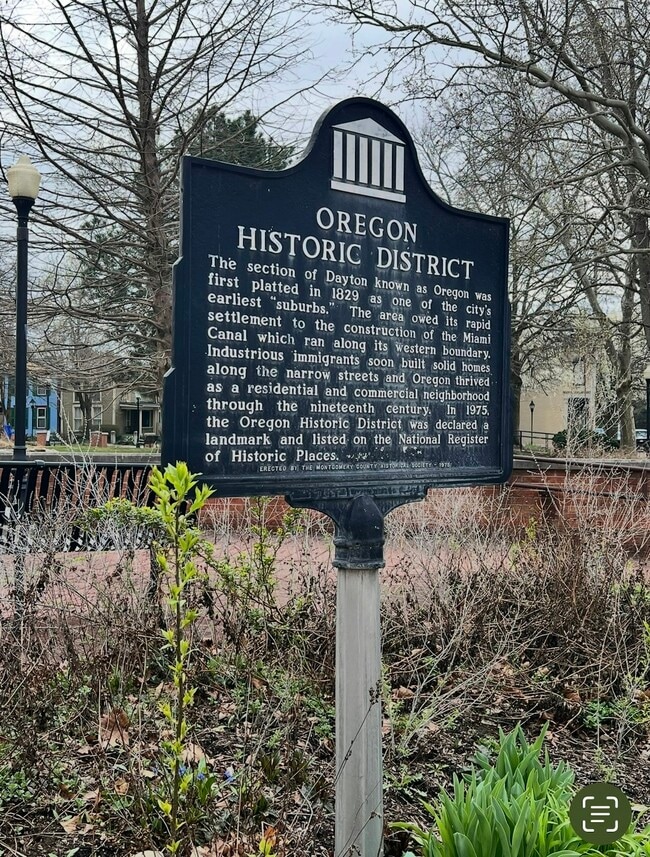 OREGON
HISTORIC DISTRICT
The section of Dayton known as Oregon was
first platted in 1829 as one of the city's
earliest "suburbs." The area owed its rapid
settlement to the construction of the Miami
Canal which ran along its western boundary.
Industrious immigrants soon built solid homes
along the narrow streets and Oregon thrived
as a residential and commercial neighborhood
through the nineteenth century. In 1975,
the Oregon Historic District was declared a
landmark and listed on the National Register
of Historic Places.
ERECTED BY THE MONTGOMERY COUNTY HISTORICAL SOCIETY -